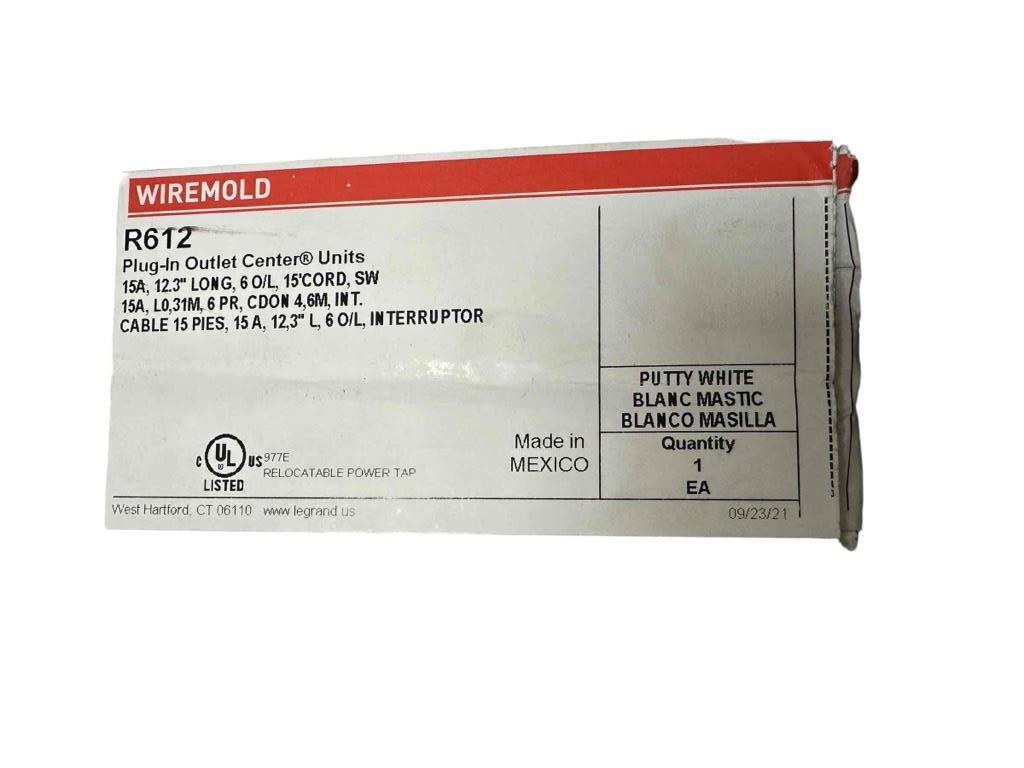 WIREMOLD
R612
Plug-In Outlet Center® Units
15A, 12.3" LONG, 6 O/L, 15'CORD, SW
15A, L0,31M, 6 PR, CDON 4,6M, INT.
CABLE 15 PIES, 15 A, 12,3" L, 6 O/L, INTERRUPTOR
PUTTY WHITE
BLANC MASTIC
BLANCO MASILLA
Quantity
1
EA
Made in
MEXICO
C UL US 977E
RELOCATABLE POWER TAP
LISTED
West Hartford, CT 06110 www.legrand.us
09/23/21